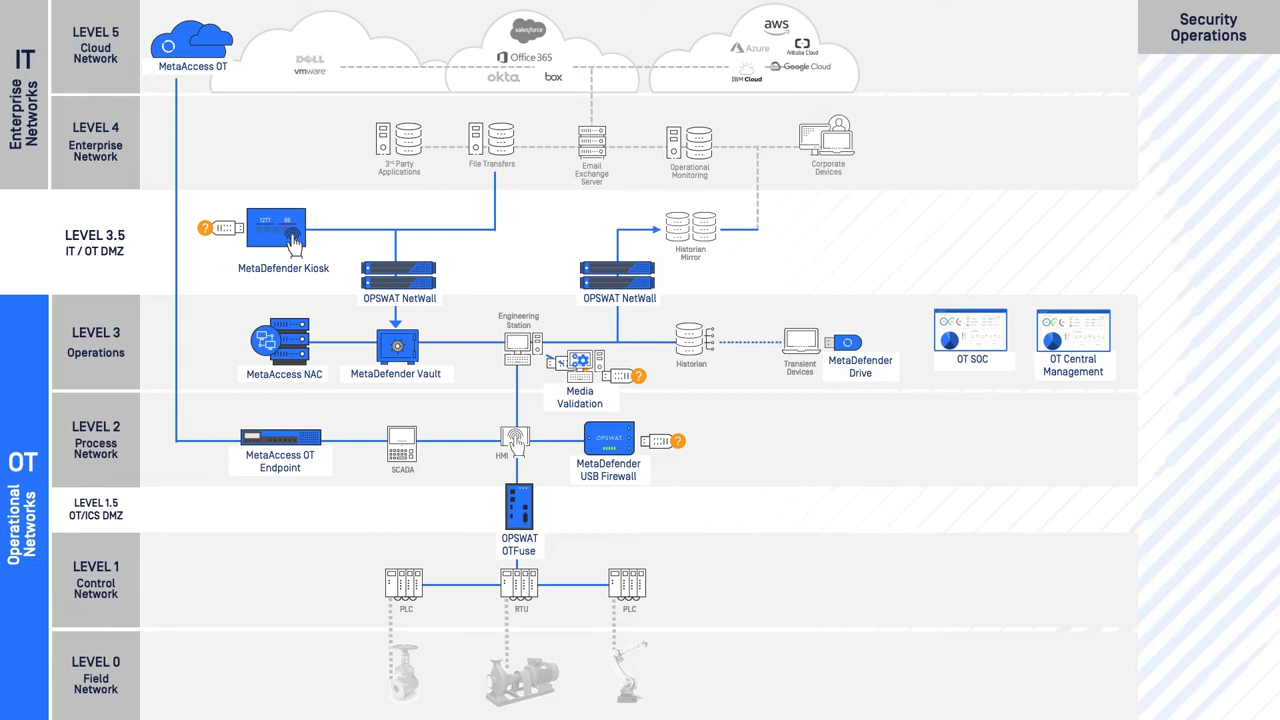 IT
Enterprise
Networks
OT
Operational
Networks
LEVEL 5
Cloud
Network
MetaAccess OT
DELL
vmware
salesforce
Office 365
okta
box
aws
Azure
Alibaba Cloud
IBM Cloud
Google Cloud
Security
Operations
LEVEL 4
Enterprise
Network
3rd Party
Applications
File Transfers
Email
Exchange
Server
Operational
Monitoring
Corporate
Devices
LEVEL 3.5
IT / OT DMZ
?
1277
86
MetaDefender Kiosk
OPSWAT NetWall
OPSWAT NetWall
Historian
Mirror
LEVEL 3
Operations
MetaAccess NAC
MetaDefender Vault
Engineering
Station
Media
Validation
?
Historian
Transient
Devices
MetaDefender
Drive
OT SOC
OT Central
Management
LEVEL 2
Process
Network
MetaAccess OT
Endpoint
SCADA
HMI
OPSWAT.
MetaDefender
USB Firewall
?
LEVEL 1.5
OT/ICS DMZ
OPSWAT
OTFuse
LEVEL 1
Control
Network
PLC
RTU
PLC
LEVEL 0
Field
Network